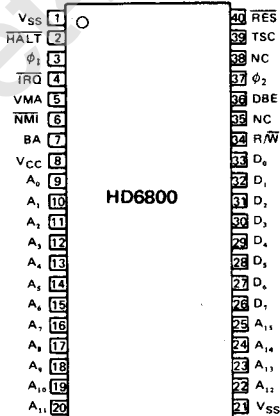 VSS 1
HALT 2
φ1 3
IRQ 4
VMA 5
NMI 6
BA 7
VCC 8
A0 9
A1 10
A2 11
A3 12
A4 13
A5 14
A6 15
A7 16
A8 17
A9 18
A10 19
A11 20
HD6800
40 RES
39 TSC
38 NC
37 φ2
36 DBE
35 NC
34 R/W
33 D0
32 D1
31 D2
30 D3
29 D4
28 D5
27 D6
26 D7
25 A15
24 A14
23 A13
22 A12
21 VSS